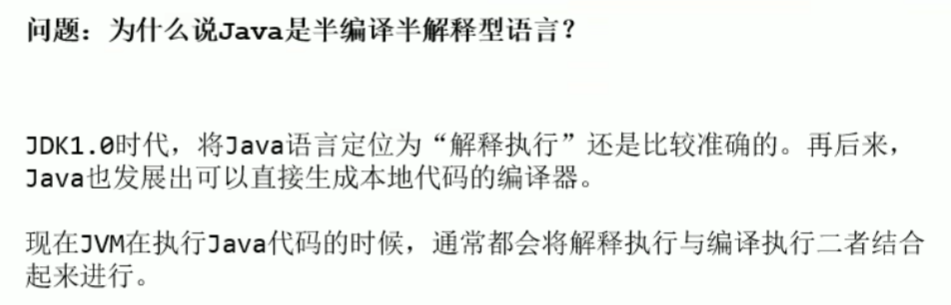 问题：为什么说Java是半编译半解释型语言？
JDK1.0时代，将Java语言定位为“解释执行”还是比较准确的。再后来，
Java也发展出可以直接生成本地代码的编译器。
现在JVM在执行Java代码的时候，通常都会将解释执行与编译执行二者结合
起来进行。